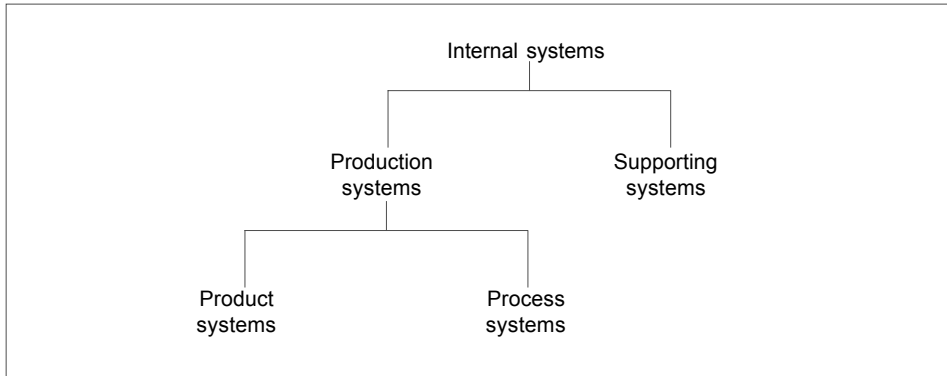 Internal systems
Production
systems
Supporting
systems
Product
systems
Process
systems